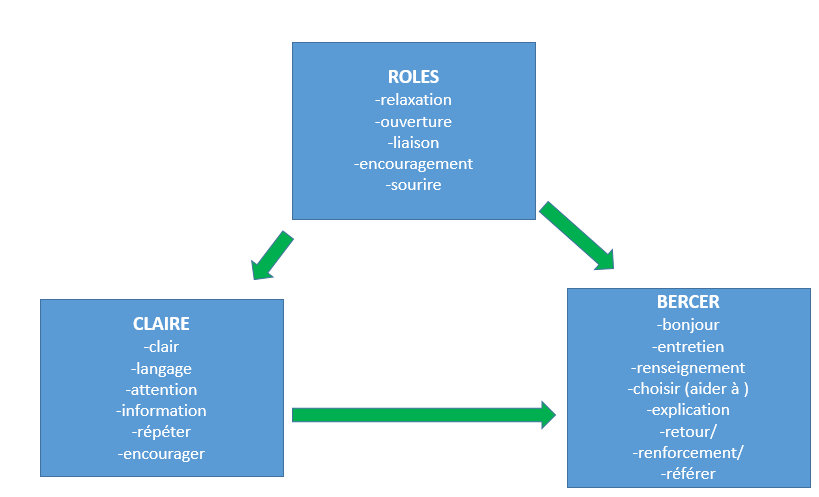 ROLES
-relaxation
-ouverture
-liaison
-encouragement
-sourire
CLAIRE
-clair
-langage
-attention
-information
-répéter
-encourager
BERCER
-bonjour
-entretien
-renseignement
-choisir (aider à )
-explication
-retour/
-renforcement/
-référer